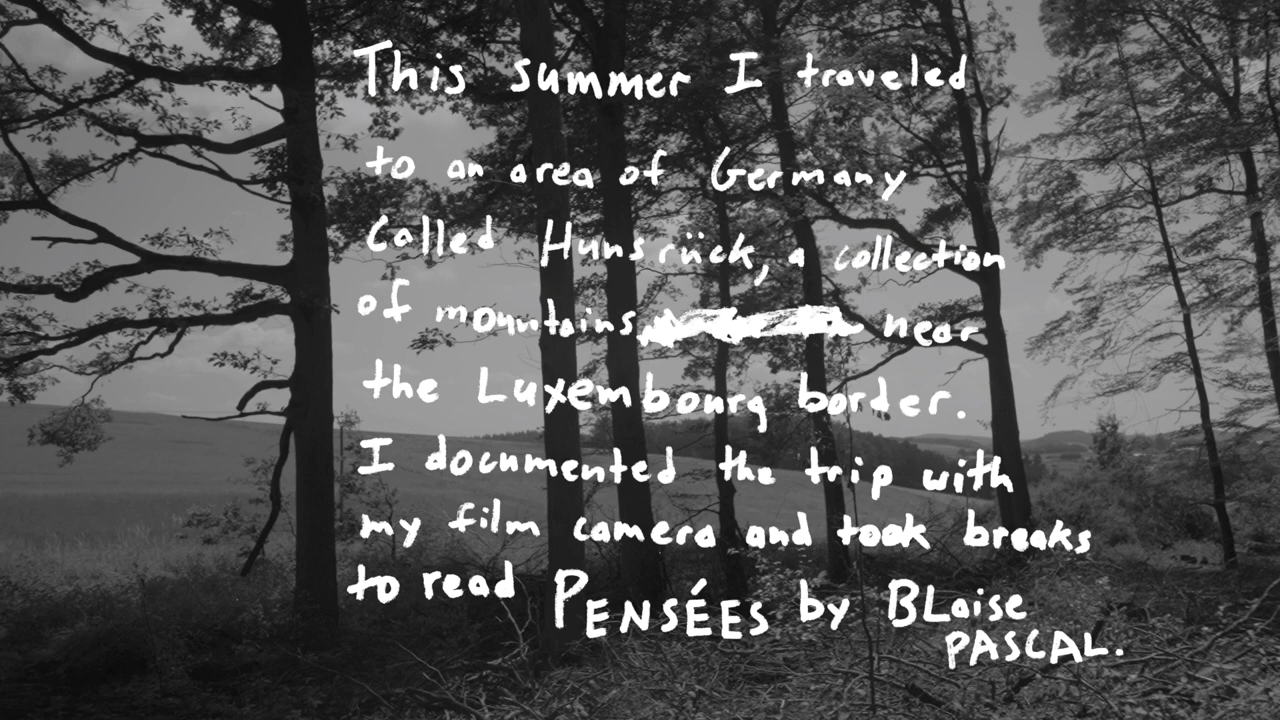 This summer I traveled
to an area of Germany
Called Hunsrück, a collection
of mountains near
the Luxembourg border.
I documented the trip with
my film camera and took breaks
to read PENSÉES by BLaise
PASCAL.